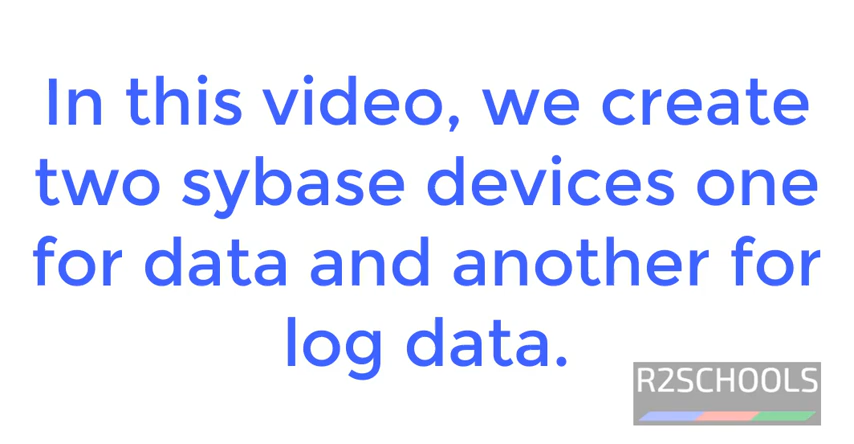 In this video, we create
two sybase devices one
for data and another for
log data.
R2SCHOOLS